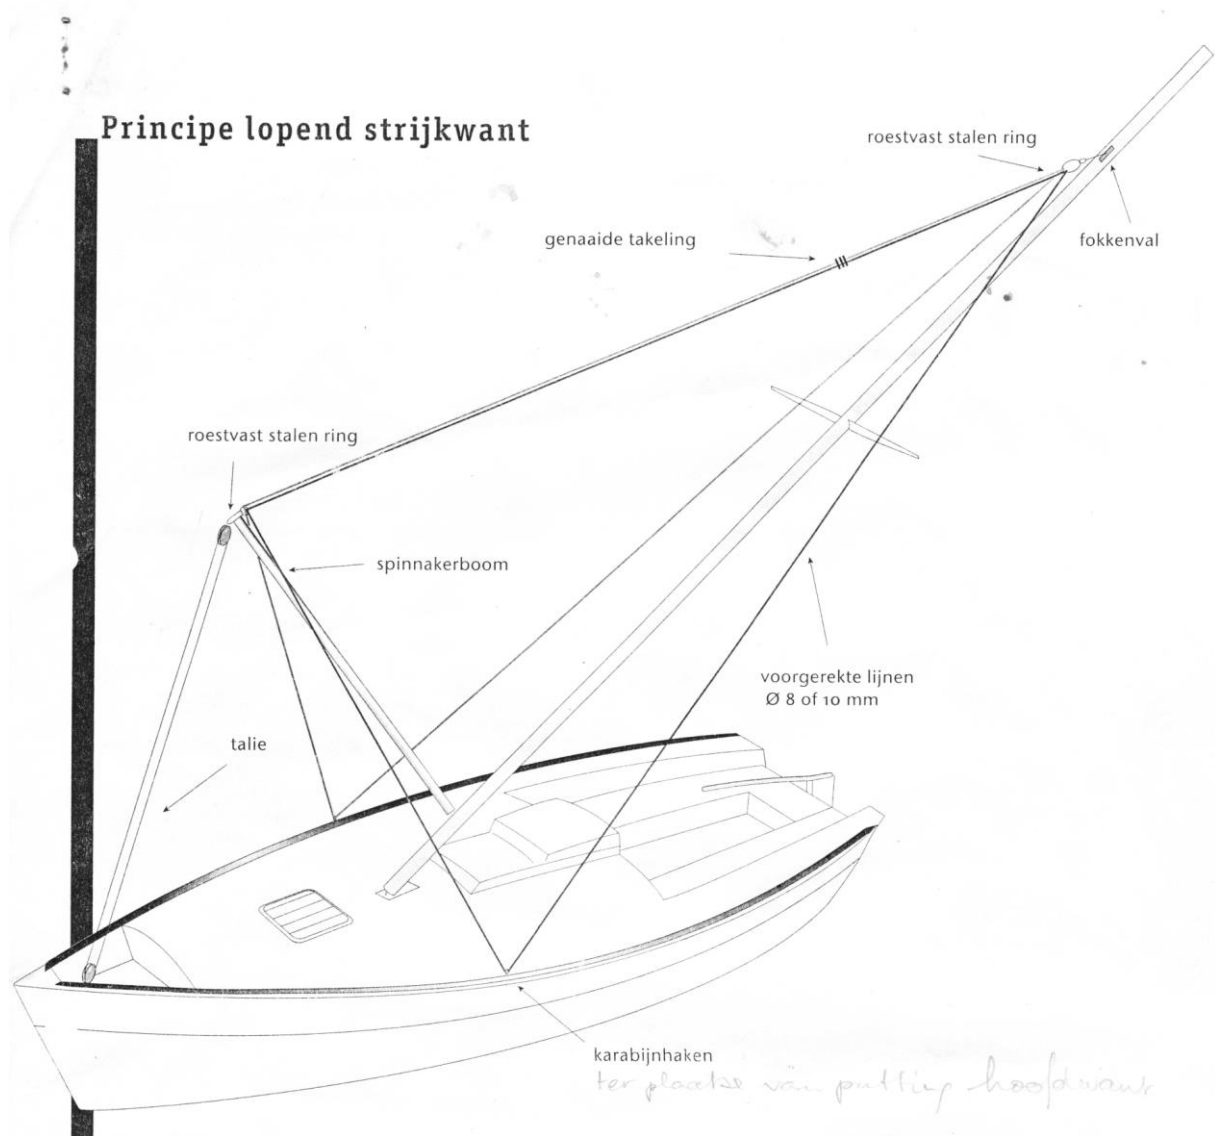 Principe lopend strijkwant
roestvast stalen ring
genaaide takeling
fokkenval
roestvast stalen ring
spinnakerboom
voorgerekte lijnen
Ø 8 of 10 mm
talie
karabijnhaken
ter plaatse van putting hoofdwant